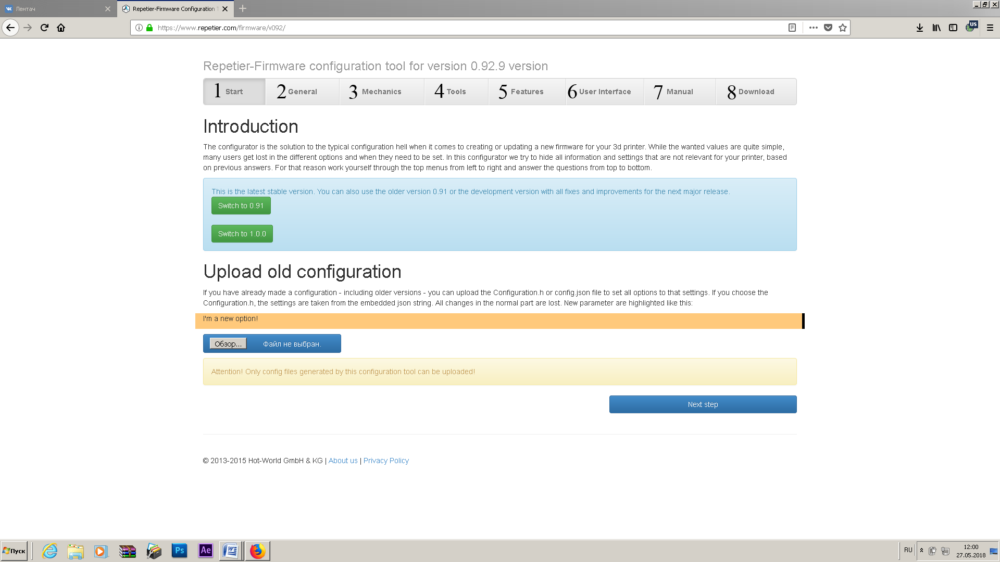 Лентач
Repetier-Firmware Configuration T
https://www.repetier.com/firmware/v092/
US
Repetier-Firmware configuration tool for version 0.92.9 version
1 Start 2 General 3 Mechanics 4 Tools 5 Features 6 User Interface 7 Manual 8 Download
Introduction
The configurator is the solution to the typical configuration hell when it comes to creating or updating a new firmware for your 3d printer. While the wanted values are quite simple,
many users get lost in the different options and when they need to be set. In this configurator we try to hide all information and settings that are not relevant for your printer, based
on previous answers. For that reason work yourself through the top menus from left to right and answer the questions from top to bottom.
This is the latest stable version. You can also use the older version 0.91 or the development version with all fixes and improvements for the next major release.
Switch to 0.91
Switch to 1.0.0
Upload old configuration
If you have already made a configuration - including older versions - you can upload the Configuration.h or config.json file to set all options to that settings. If you choose the
Configuration.h, the settings are taken from the embedded json string. All changes in the normal part are lost. New parameter are highlighted like this:
I'm a new option!
Обзор... Файл не выбран.
Attention! Only config files generated by this configuration tool can be uploaded!
Next step
© 2013-2015 Hot-World GmbH & KG | About us | Privacy Policy
Пуск Ps Ae W RU 12:00
27.05.2018